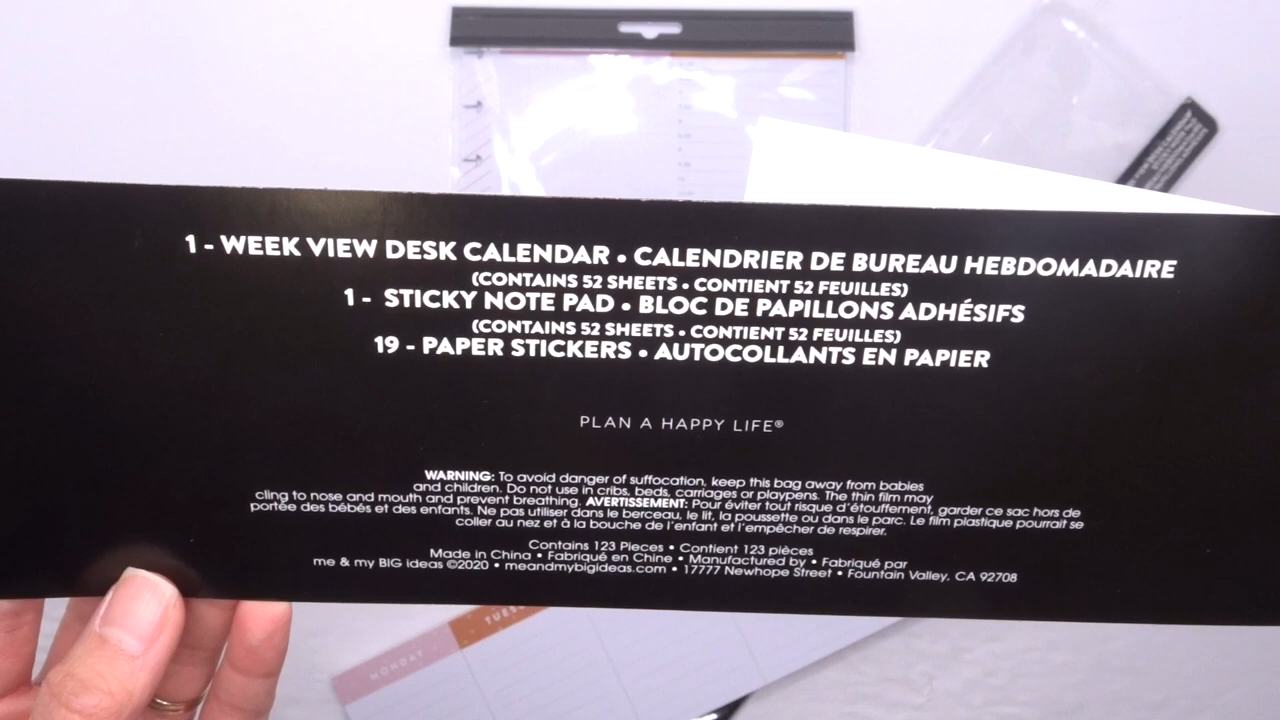 1 - WEEK VIEW DESK CALENDAR • CALENDRIER DE BUREAU HEBDOMADAIRE
(CONTAINS 52 SHEETS • CONTIENT 52 FEUILLES)
1 - STICKY NOTE PAD • BLOC DE PAPILLONS ADHÉSIFS
(CONTAINS 52 SHEETS • CONTIENT 52 FEUILLES)
19 - PAPER STICKERS • AUTOCOLLANTS EN PAPIER
PLAN A HAPPY LIFE®
WARNING: To avoid danger of suffocation, keep this bag away from babies
and children. Do not use in cribs, beds, carriages or playpens. The thin film may
cling to nose and mouth and prevent breathing. AVERTISSEMENT: Pour éviter tout risque d'étouffement, garder ce sac hors de
portée des bébés et des enfants. Ne pas utiliser dans le berceau, le lit, la poussette ou dans le parc. Le film plastique pourrait se
coller au nez et à la bouche de l'enfant et l'empêcher de respirer.
Contains 123 Pieces • Contient 123 pièces
Made in China • Fabriqué en Chine • Manufactured by • Fabriqué par
me & my BIG ideas ©2020 • meandmybigideas.com • 17777 Newhope Street • Fountain Valley, CA 92708
MONDAY